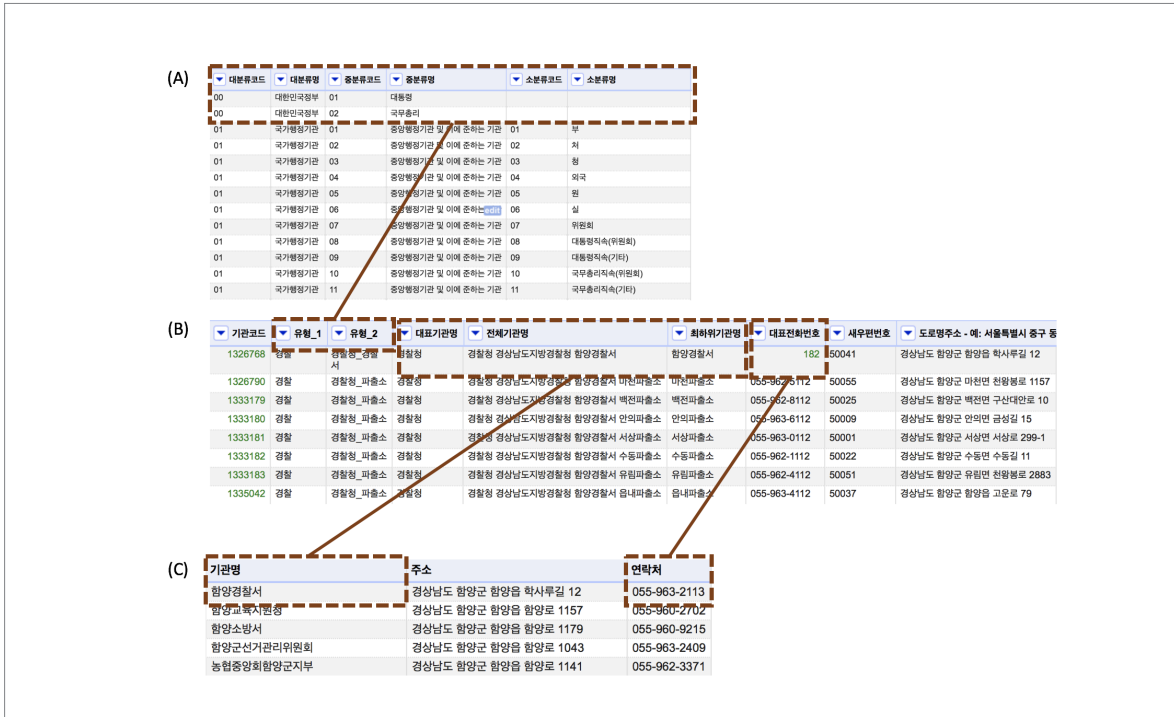 (A)
대분류코드 대분류명 중분류코드 중분류명 소분류코드 소분류명
00 대한민국정부 01 대통령
00 대한민국정부 02 국무총리
01 국가행정기관 01 중앙행정기관 및 이에 준하는 기관 01 부
01 국가행정기관 02 중앙행정기관 및 이에 준하는 기관 02 처
01 국가행정기관 03 중앙행정기관 및 이에 준하는 기관 03 청
01 국가행정기관 04 중앙행정기관 및 이에 준하는 기관 04 외국
01 국가행정기관 05 중앙행정기관 및 이에 준하는 기관 05 원
01 국가행정기관 06 중앙행정기관 및 이에 준하는 edit 06 실
01 국가행정기관 07 중앙행정기관 및 이에 준하는 기관 07 위원회
01 국가행정기관 08 중앙행정기관 및 이에 준하는 기관 08 대통령직속(위원회)
01 국가행정기관 09 중앙행정기관 및 이에 준하는 기관 09 대통령직속(기타)
01 국가행정기관 10 중앙행정기관 및 이에 준하는 기관 10 국무총리직속(위원회)
01 국가행정기관 11 중앙행정기관 및 이에 준하는 기관 11 국무총리직속(기타)
(B)
기관코드 유형_1 유형_2 대표기관명 전체기관명 최하위기관명 대표전화번호 새우편번호 도로명주소 - 예: 서울특별시 중구 동
1326768 경찰 경찰청_경찰서 경찰청 경찰청 경상남도지방경찰청 함양경찰서 함양경찰서 182 50041 경상남도 함양군 함양읍 학사루길 12
1326790 경찰 경찰청_파출소 경찰청 경찰청 경상남도지방경찰청 함양경찰서 마천파출소 마천파출소 055-962-5112 50055 경상남도 함양군 마천면 천왕봉로 1157
1333179 경찰 경찰청_파출소 경찰청 경찰청 경상남도지방경찰청 함양경찰서 백전파출소 백전파출소 055-962-8112 50025 경상남도 함양군 백전면 구산대안로 10
1333180 경찰 경찰청_파출소 경찰청 경찰청 경상남도지방경찰청 함양경찰서 안의파출소 안의파출소 055-963-6112 50009 경상남도 함양군 안의면 금성길 15
1333181 경찰 경찰청_파출소 경찰청 경찰청 경상남도지방경찰청 함양경찰서 서상파출소 서상파출소 055-963-0112 50001 경상남도 함양군 서상면 서상로 299-1
1333182 경찰 경찰청_파출소 경찰청 경찰청 경상남도지방경찰청 함양경찰서 수동파출소 수동파출소 055-962-1112 50022 경상남도 함양군 수동면 수동길 11
1333183 경찰 경찰청_파출소 경찰청 경찰청 경상남도지방경찰청 함양경찰서 유림파출소 유림파출소 055-962-4112 50051 경상남도 함양군 유림면 천왕봉로 2883
1335042 경찰 경찰청_파출소 경찰청 경찰청 경상남도지방경찰청 함양경찰서 읍내파출소 읍내파출소 055-963-4112 50037 경상남도 함양군 함양읍 고운로 79
(C)
기관명 주소 연락처
함양경찰서 경상남도 함양군 함양읍 학사루길 12 055-963-2113
함양교육지원청 경상남도 함양군 함양읍 함양로 1157 055-960-2702
함양소방서 경상남도 함양군 함양읍 함양로 1179 055-960-9215
함양군선거관리위원회 경상남도 함양군 함양읍 함양로 1043 055-963-2409
농협중앙회함양군지부 경상남도 함양군 함양읍 함양로 1141 055-962-3371